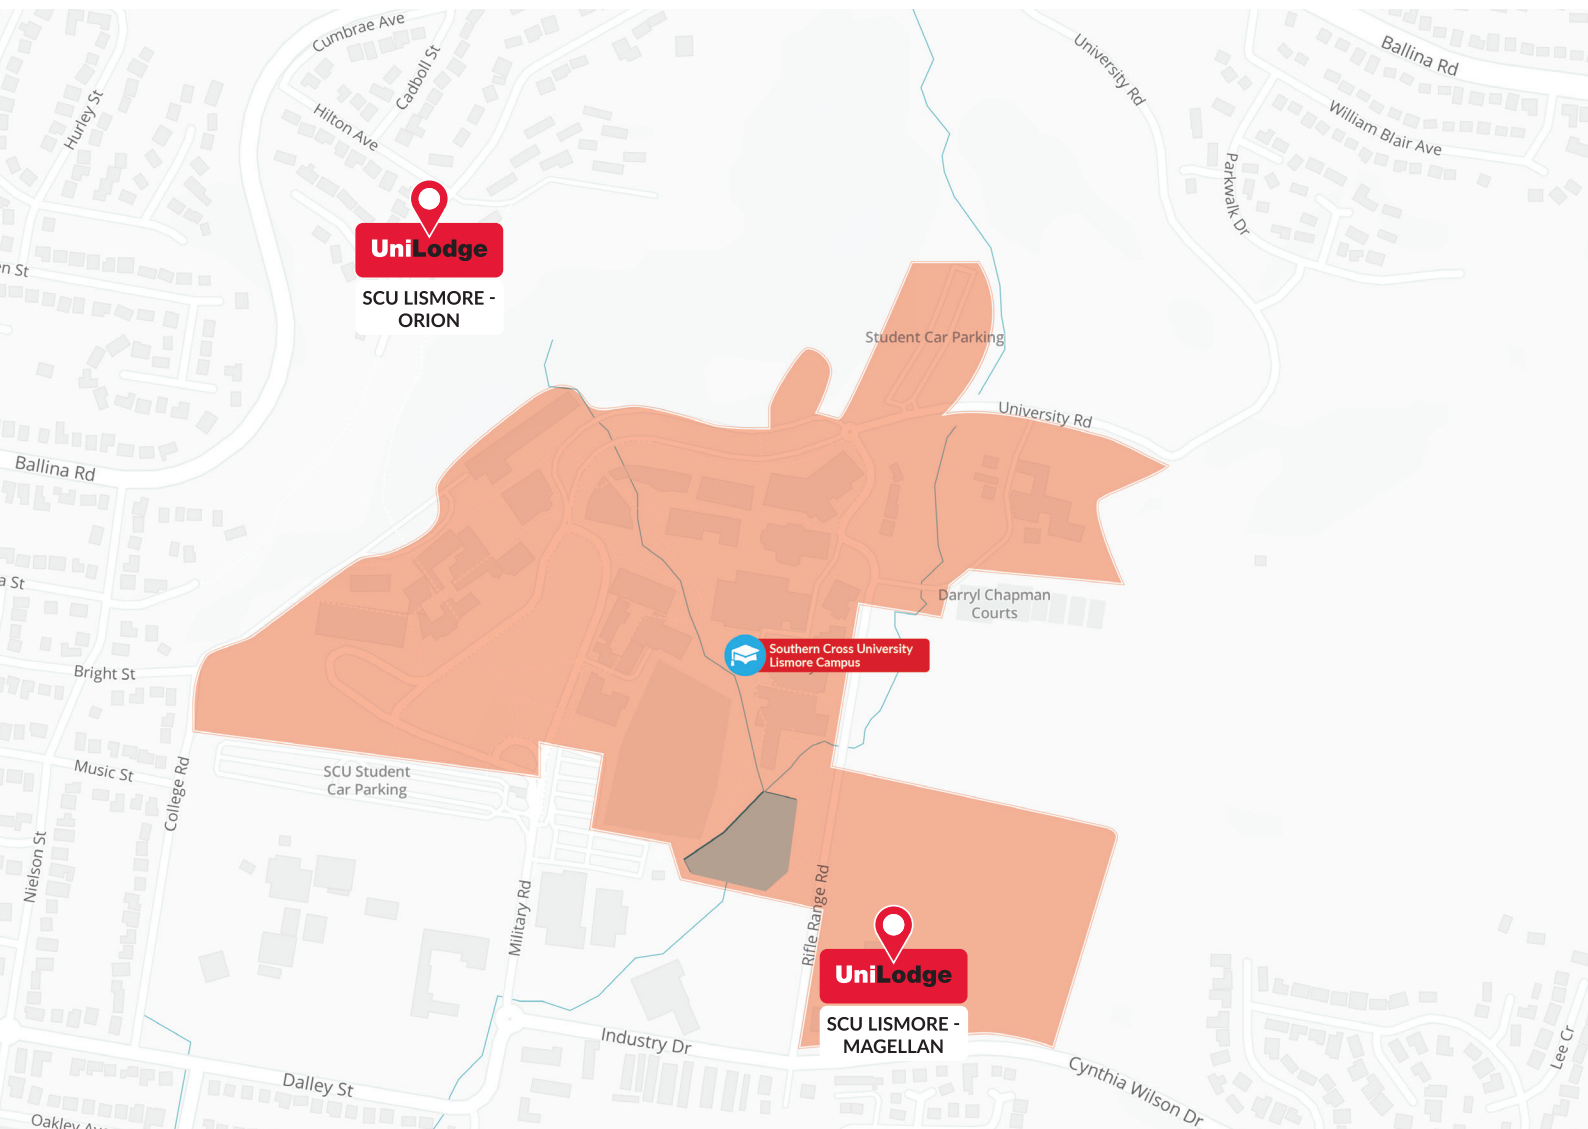 Cumbrae Ave
Cadboll St
Hurley St
Hilton Ave
University Rd
Ballina Rd
William Blair Ave
Parkwalk Dr
UniLodge
SCU LISMORE -
ORION
en St
Student Car Parking
University Rd
Ballina Rd
a St
Darryl Chapman
Courts
Southern Cross University
Lismore Campus
Bright St
Music St
College Rd
SCU Student
Car Parking
Nielson St
Military Rd
Rifle Range Rd
UniLodge
SCU LISMORE -
MAGELLAN
Industry Dr
Dalley St
Cynthia Wilson Dr
Lee Cr
Oakley Av